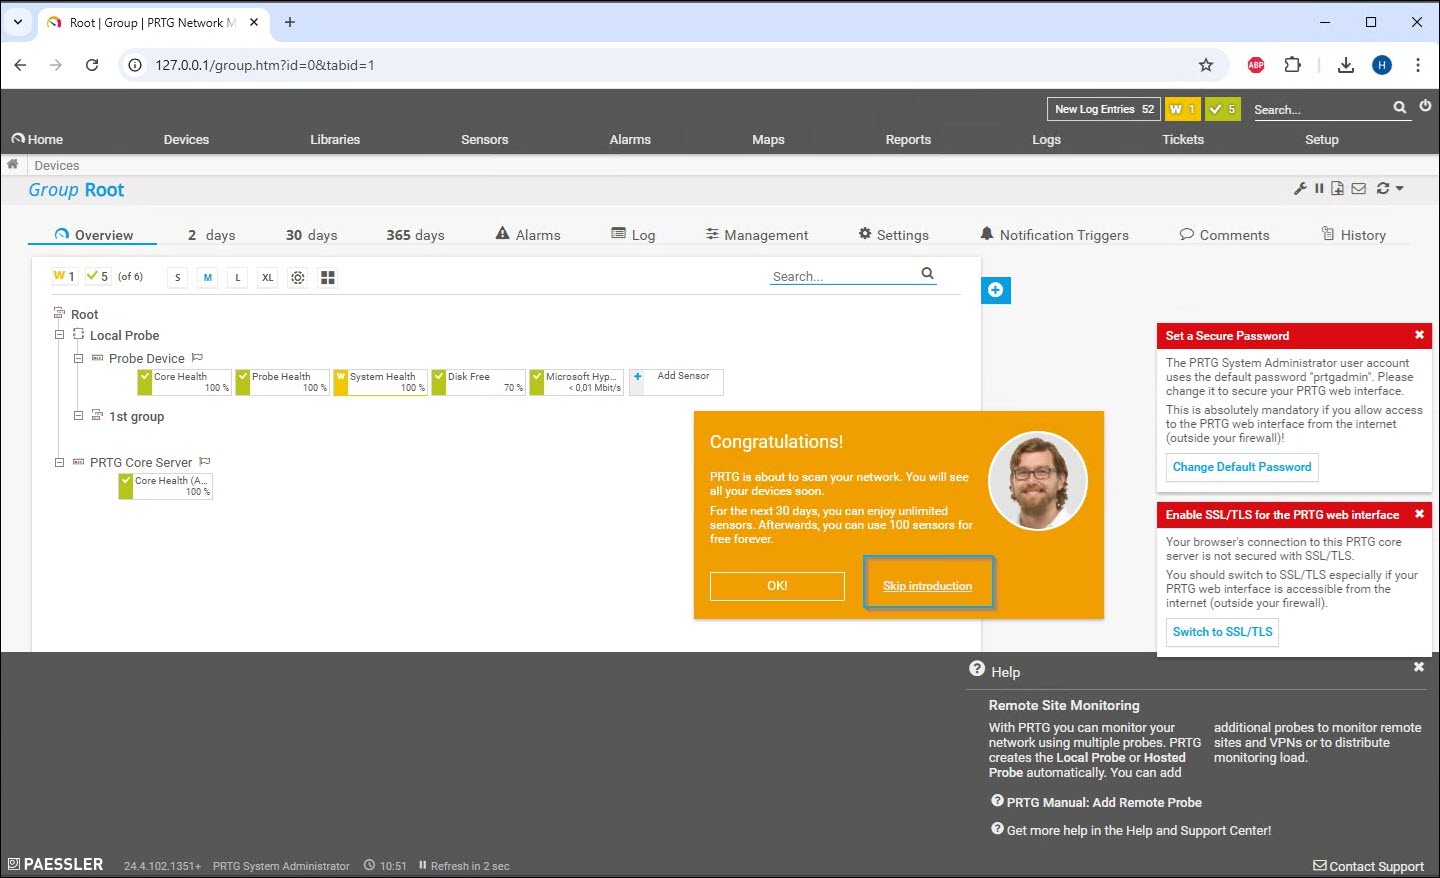 Root | Group | PRTG Network M
127.0.0.1/group.htm?id=0&tabid=1
ABP
H
New Log Entries 52
W 1
5
Search...
Home
Devices
Libraries
Sensors
Alarms
Maps
Reports
Logs
Tickets
Setup
Devices
Group Root
Overview
2 days
30 days
365 days
Alarms
Log
Management
Settings
Notification Triggers
Comments
History
W 1
5
(of 6)
S
M
L
XL
Search...
Root
Local Probe
Probe Device
Core Health
100 %
Probe Health
100 %
W
System Health
100 %
Disk Free
70 %
Microsoft Hyp...
< 0,01 Mbit/s
Add Sensor
1st group
PRTG Core Server
Core Health (A...
100 %
Congratulations!
PRTG is about to scan your network. You will see
all your devices soon.
For the next 30 days, you can enjoy unlimited
sensors. Afterwards, you can use 100 sensors for
free forever.
OK!
Skip introduction
Set a Secure Password
The PRTG System Administrator user account
uses the default password "prtgadmin". Please
change it to secure your PRTG web interface.
This is absolutely mandatory if you allow access
to the PRTG web interface from the internet
(outside your firewall)!
Change Default Password
Enable SSL/TLS for the PRTG web interface
Your browser's connection to this PRTG core
server is not secured with SSL/TLS.
You should switch to SSL/TLS especially if your
PRTG web interface is accessible from the
internet (outside your firewall).
Switch to SSL/TLS
Help
Remote Site Monitoring
With PRTG you can monitor your
network using multiple probes. PRTG
creates the Local Probe or Hosted
Probe automatically. You can add
additional probes to monitor remote
sites and VPNs or to distribute
monitoring load.
PRTG Manual: Add Remote Probe
Get more help in the Help and Support Center!
PAESSLER
24.4.102.1351+
PRTG System Administrator
10:51
Refresh in 2 sec
Contact Support